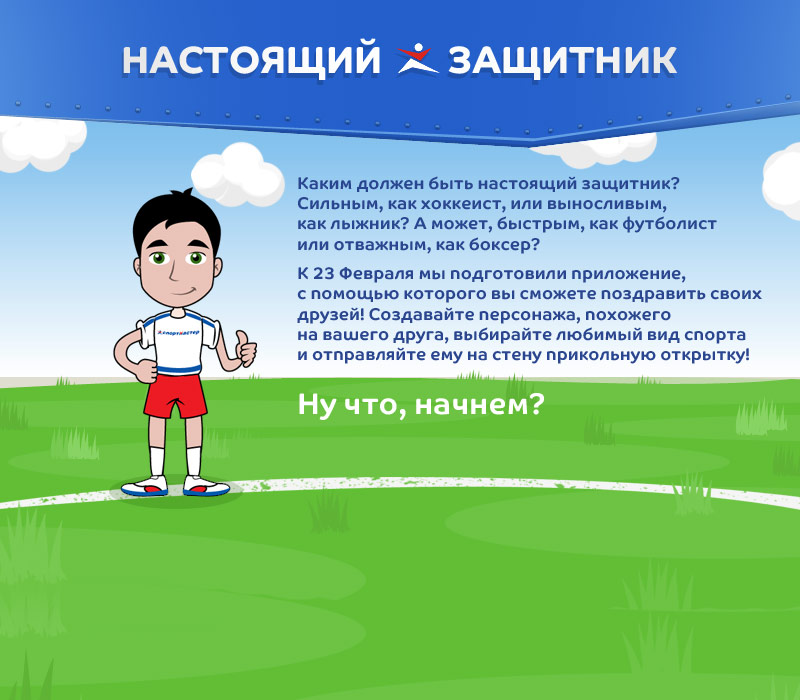 НАСТОЯЩИЙ ЗАЩИТНИК
Каким должен быть настоящий защитник?
Сильным, как хоккеист, или выносливым,
как лыжник? А может, быстрым, как футболист
или отважным, как боксер?
К 23 Февраля мы подготовили приложение,
с помощью которого вы сможете поздравить своих
друзей! Создавайте персонажа, похожего
на вашего друга, выбирайте любимый вид спорта
и отправляйте ему на стену прикольную открытку!
СПОРТМАСТЕР
Ну что, начнем?